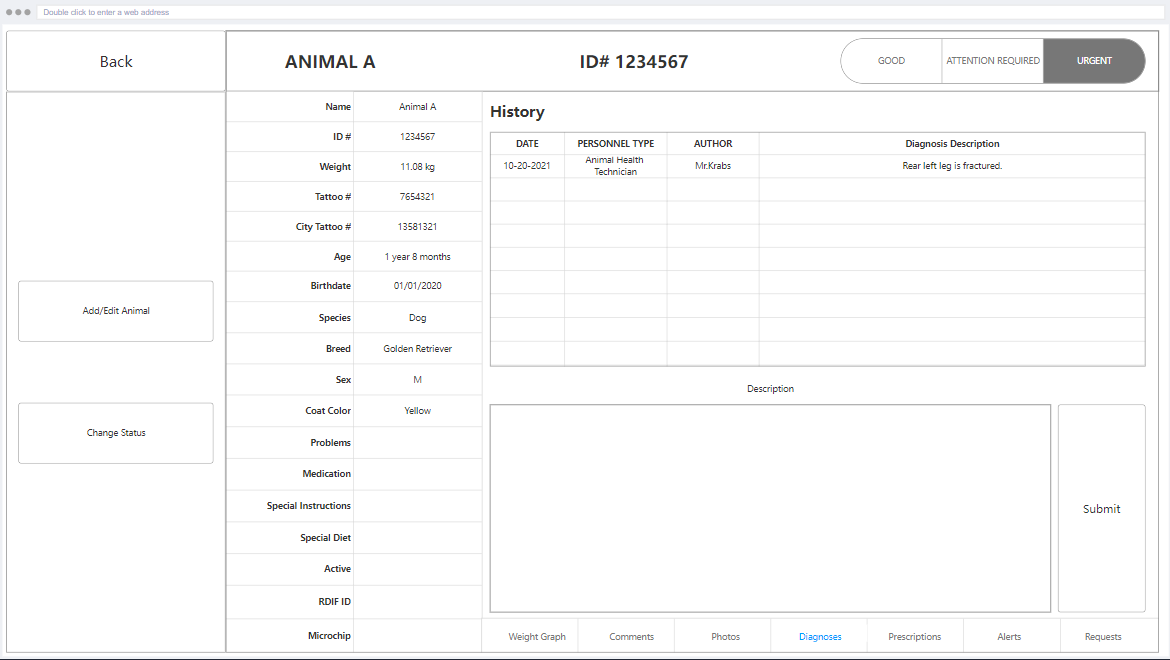 Double click to enter a web address
Back
ANIMAL A
ID# 1234567
GOOD
ATTENTION REQUIRED
URGENT
Add/Edit Animal
Change Status
Name Animal A
ID # 1234567
Weight 11.08 kg
Tattoo # 7654321
City Tattoo # 13581321
Age 1 year 8 months
Birthdate 01/01/2020
Species Dog
Breed Golden Retriever
Sex M
Coat Color Yellow
Problems
Medication
Special Instructions
Special Diet
Active
RDIF ID
Microchip
History
DATE PERSONNEL TYPE AUTHOR Diagnosis Description
10-20-2021 Animal Health Technician Mr.Krabs Rear left leg is fractured.
Description
Submit
Weight Graph Comments Photos Diagnoses Prescriptions Alerts Requests